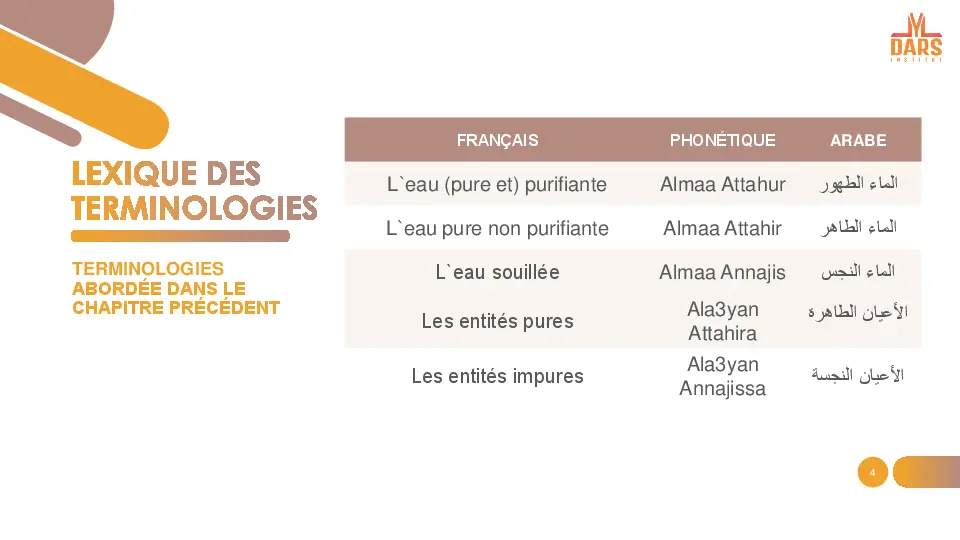 DARS
INSTITUT
LEXIQUE DES
TERMINOLOGIES
TERMINOLOGIES
ABORDÉE DANS LE
CHAPITRE PRÉCÉDENT
FRANÇAIS PHONÉTIQUE ARABE
L`eau (pure et) purifiante Almaa Attahur الماء الطهور
L`eau pure non purifiante Almaa Attahir الماء الطاهر
L`eau souillée Almaa Annajis الماء النجس
Les entités pures Ala3yan Attahira الأعيان الطاهرة
Les entités impures Ala3yan Annajissa الأعيان النجسة
4